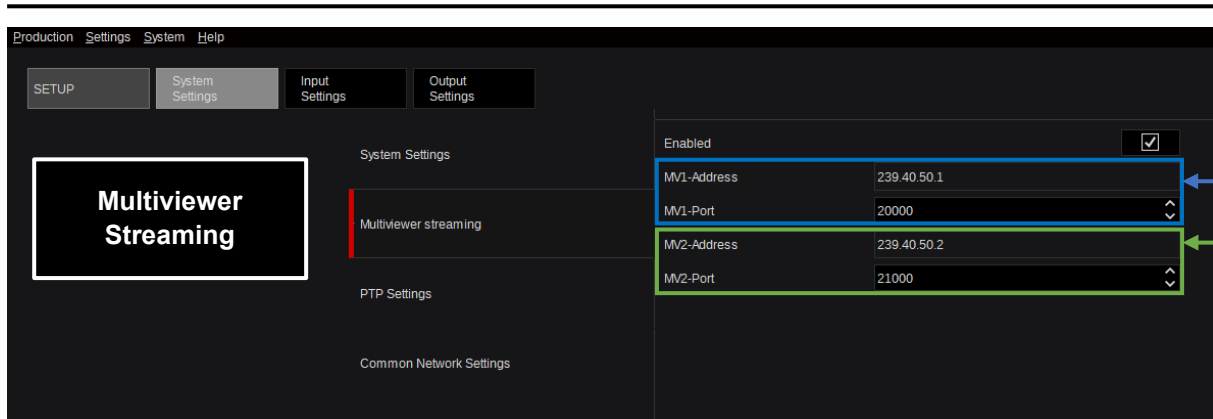 Production Settings System Help
SETUP
System
Settings
Input
Settings
Output
Settings
Multiviewer
Streaming
System Settings
Multiviewer streaming
PTP Settings
Common Network Settings
Enabled
MV1-Address 239.40.50.1
MV1-Port 20000
MV2-Address 239.40.50.2
MV2-Port 21000